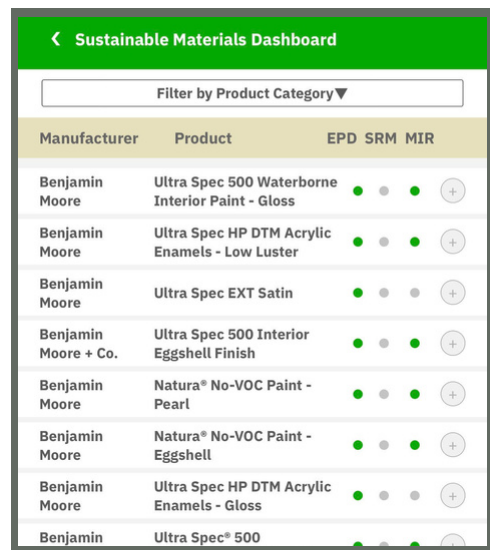 Sustainable Materials Dashboard
Filter by Product Category▼
Manufacturer Product EPD SRM MIR
Benjamin Moore Ultra Spec 500 Waterborne Interior Paint - Gloss
Benjamin Moore Ultra Spec HP DTM Acrylic Enamels - Low Luster
Benjamin Moore Ultra Spec EXT Satin
Benjamin Moore + Co. Ultra Spec 500 Interior Eggshell Finish
Benjamin Moore Natura® No-VOC Paint - Pearl
Benjamin Moore Natura® No-VOC Paint - Eggshell
Benjamin Moore Ultra Spec HP DTM Acrylic Enamels - Gloss
Benjamin Ultra Spec® 500